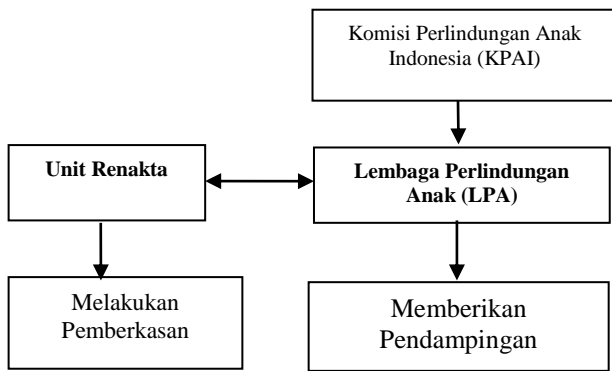 Komisi Perlindungan Anak
Indonesia (KPAI)
Unit Renakta
Lembaga Perlindungan
Anak (LPA)
Melakukan
Pemberkasan
Memberikan
Pendampingan